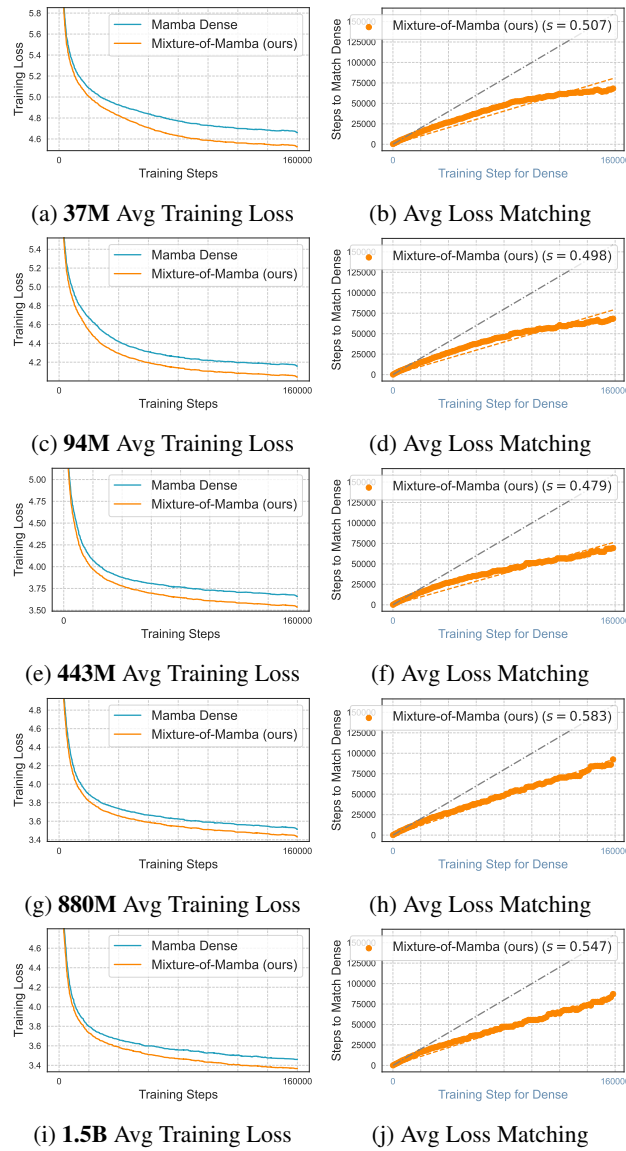 5.8
5.6
5.4
5.2
5.0
4.8
4.6
Training Loss
Mamba Dense
Mixture-of-Mamba (ours)
0
160000
Training Steps
(a) 37M Avg Training Loss
150000
125000
100000
75000
50000
25000
0
Steps to Match Dense
Mixture-of-Mamba (ours) (s = 0.507)
0
160000
Training Step for Dense
(b) Avg Loss Matching
5.4
5.2
5.0
4.8
4.6
4.4
4.2
Training Loss
Mamba Dense
Mixture-of-Mamba (ours)
0
160000
Training Steps
(c) 94M Avg Training Loss
150000
125000
100000
75000
50000
25000
0
Steps to Match Dense
Mixture-of-Mamba (ours) (s = 0.498)
0
160000
Training Step for Dense
(d) Avg Loss Matching
5.00
4.75
4.50
4.25
4.00
3.75
3.50
Training Loss
Mamba Dense
Mixture-of-Mamba (ours)
0
160000
Training Steps
(e) 443M Avg Training Loss
150000
125000
100000
75000
50000
25000
0
Steps to Match Dense
Mixture-of-Mamba (ours) (s = 0.479)
0
160000
Training Step for Dense
(f) Avg Loss Matching
4.8
4.6
4.4
4.2
4.0
3.8
3.6
3.4
Training Loss
Mamba Dense
Mixture-of-Mamba (ours)
0
160000
Training Steps
(g) 880M Avg Training Loss
150000
125000
100000
75000
50000
25000
0
Steps to Match Dense
Mixture-of-Mamba (ours) (s = 0.583)
0
160000
Training Step for Dense
(h) Avg Loss Matching
4.6
4.4
4.2
4.0
3.8
3.6
3.4
Training Loss
Mamba Dense
Mixture-of-Mamba (ours)
0
160000
Training Steps
(i) 1.5B Avg Training Loss
150000
125000
100000
75000
50000
25000
0
Steps to Match Dense
Mixture-of-Mamba (ours) (s = 0.547)
0
160000
Training Step for Dense
(j) Avg Loss Matching